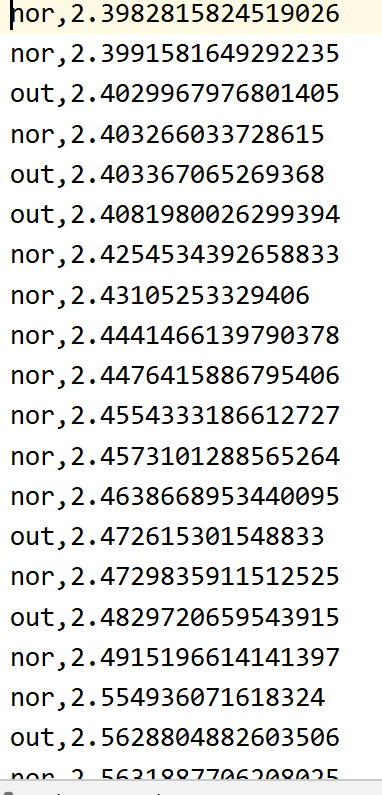 nor,2.3982815824519026
nor,2.3991581649292235
out,2.4029967976801405
nor,2.403266033728615
out,2.403367065269368
out,2.4081980026299394
nor,2.4254534392658833
nor,2.43105253329406
nor,2.4441466139790378
nor,2.4476415886795406
nor,2.4554333186612727
nor,2.4573101288565264
nor,2.4638668953440095
out,2.472615301548833
nor,2.4729835911512525
out,2.4829720659543915
nor,2.4915196614141397
nor,2.554936071618324
out,2.5628804882603506
nor,2.5631887706208025